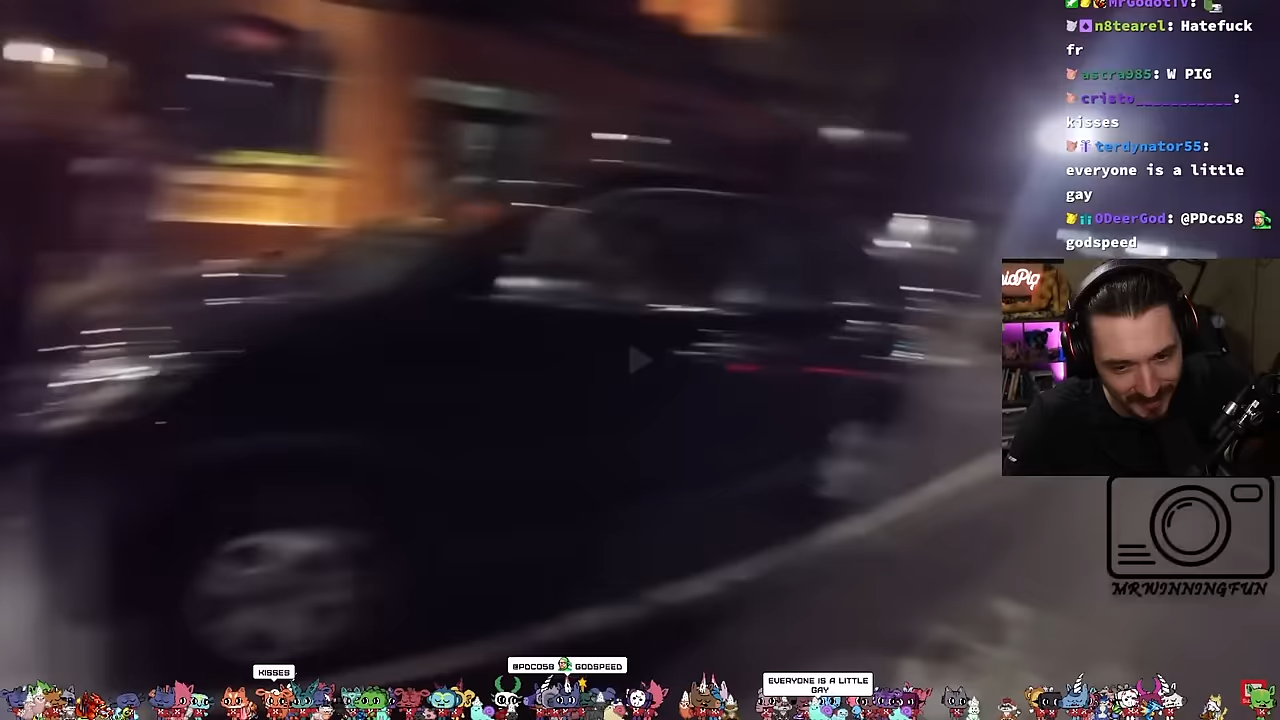 MrGodotTV:
n8tearel: Hatefuck
fr
astra985: W PIG
cristo___________:
kisses
terdynator55:
everyone is a little
gay
ODeerGod: @PDco58
godspeed
MRWINNINGFUN
KISSES
@PDCO58 GODSPEED
EVERYONE IS A LITTLE
GAY